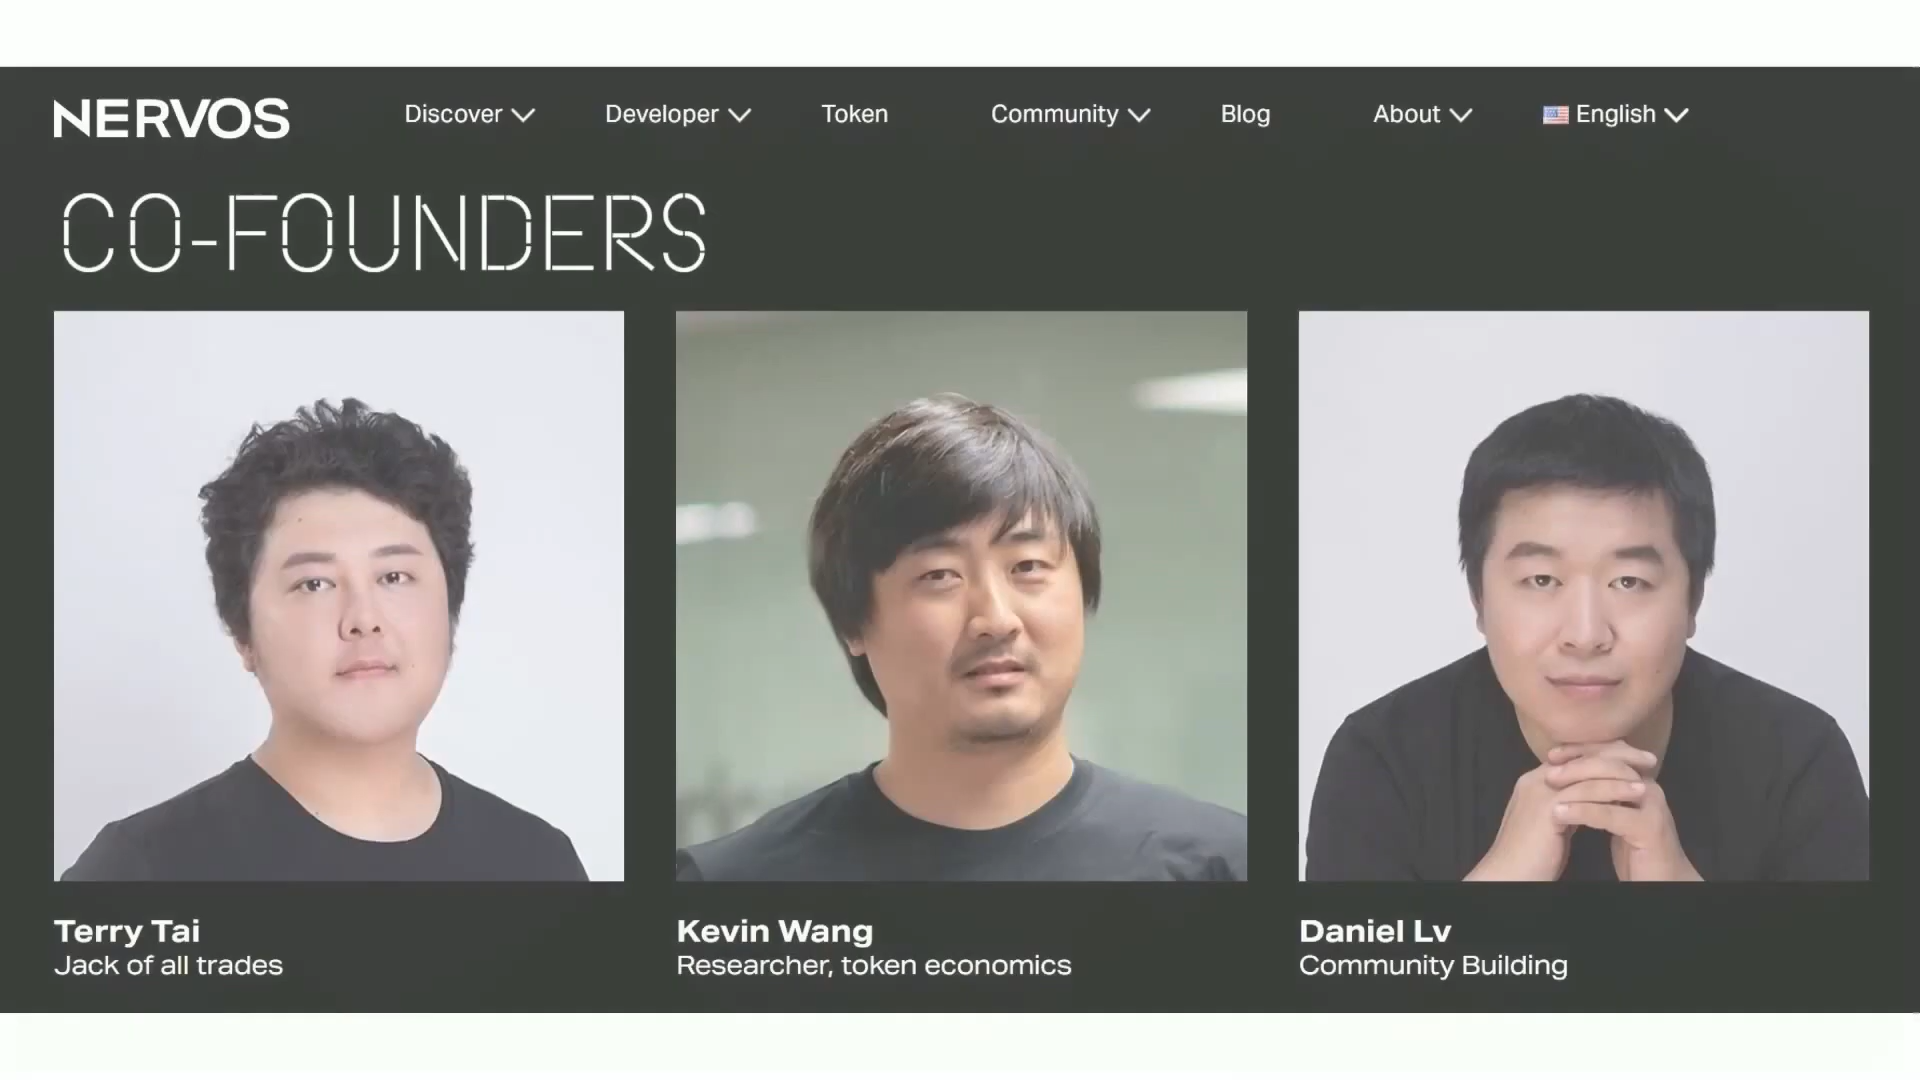 NERVOS Discover Developer Token Community Blog About English
CO-FOUNDERS
Terry Tai
Jack of all trades
Kevin Wang
Researcher, token economics
Daniel Lv
Community Building